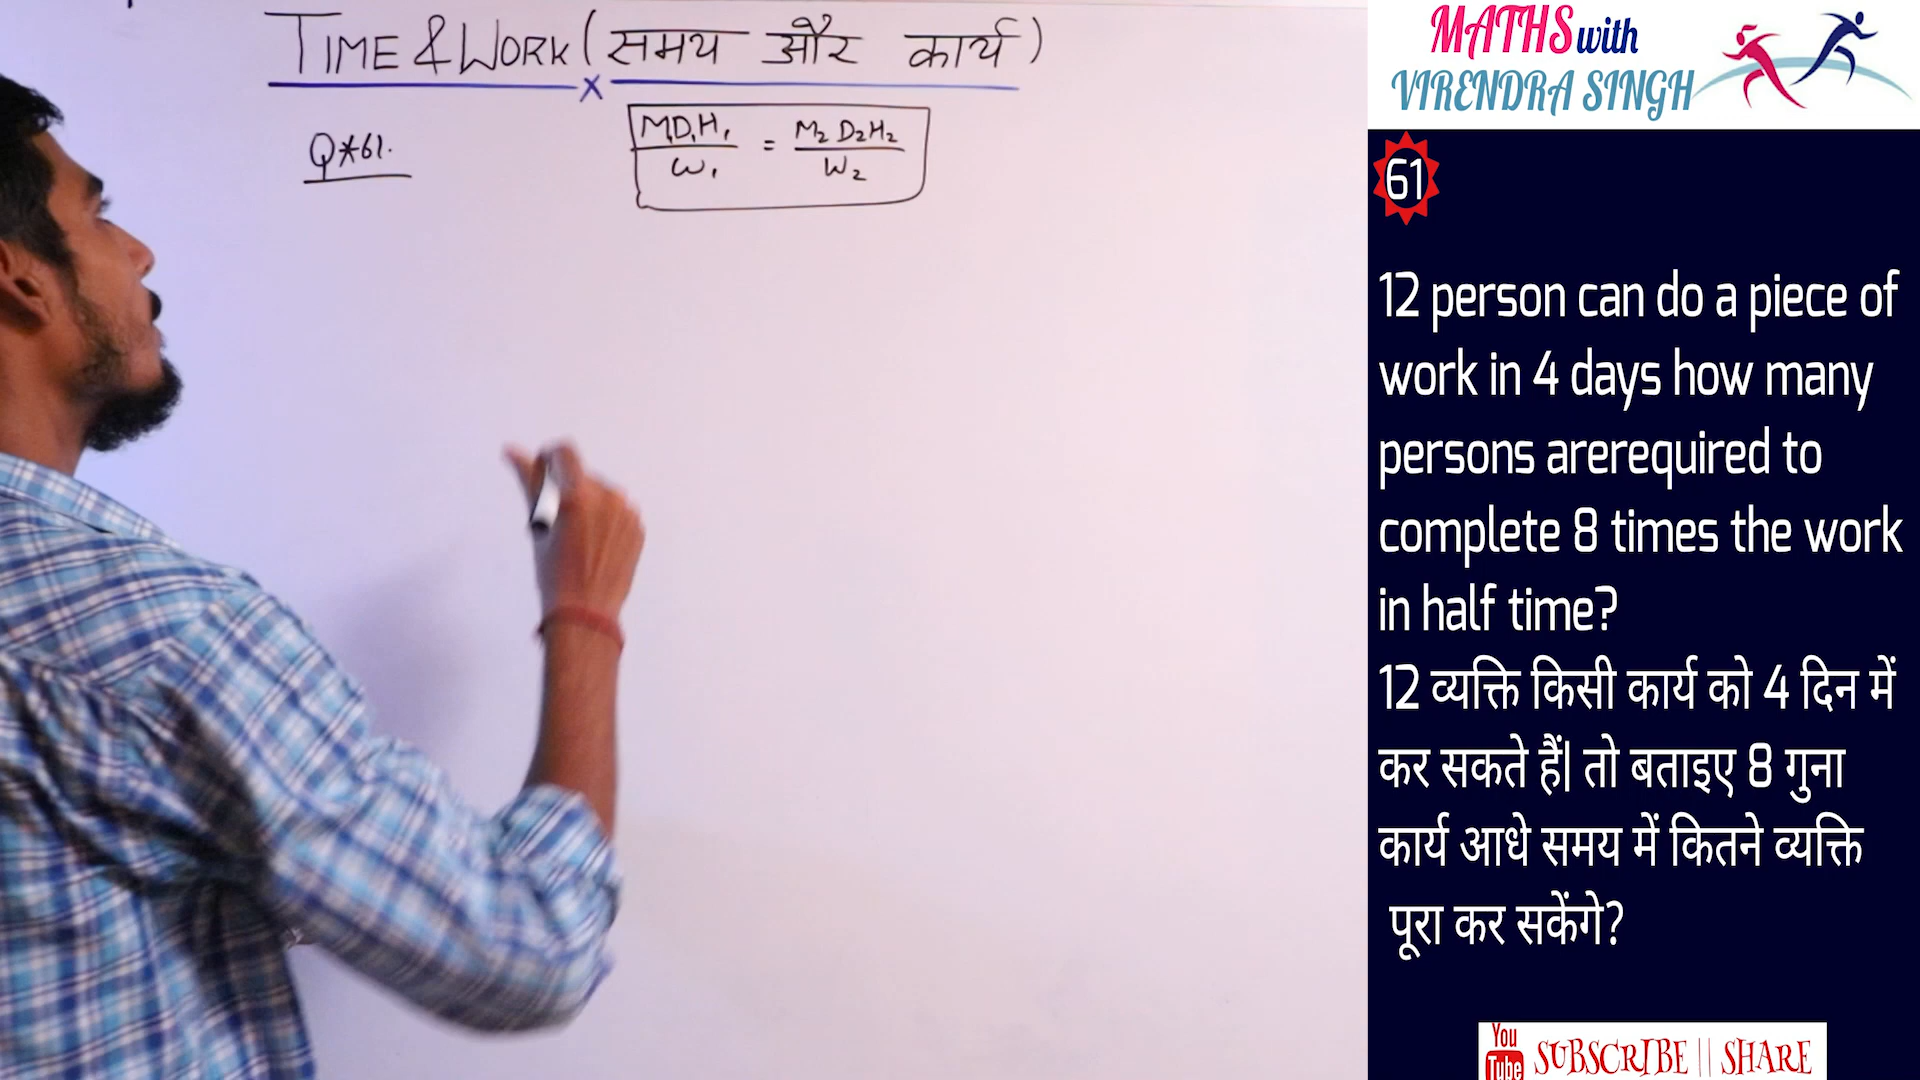 TIME & WORK ( समय और कार्य )
x
Q*61.
M1D1H1 = M2 D2H2
W1 W2
MATHS with
VIRENDRA SINGH
61
12 person can do a piece of
work in 4 days how many
persons arerequired to
complete 8 times the work
in half time?
12 व्यक्ति किसी कार्य को 4 दिन में
कर सकते हैं| तो बताइए 8 गुना
कार्य आधे समय में कितने व्यक्ति
पूरा कर सकेंगे?
You
Tube
SUBSCRIBE || SHARE